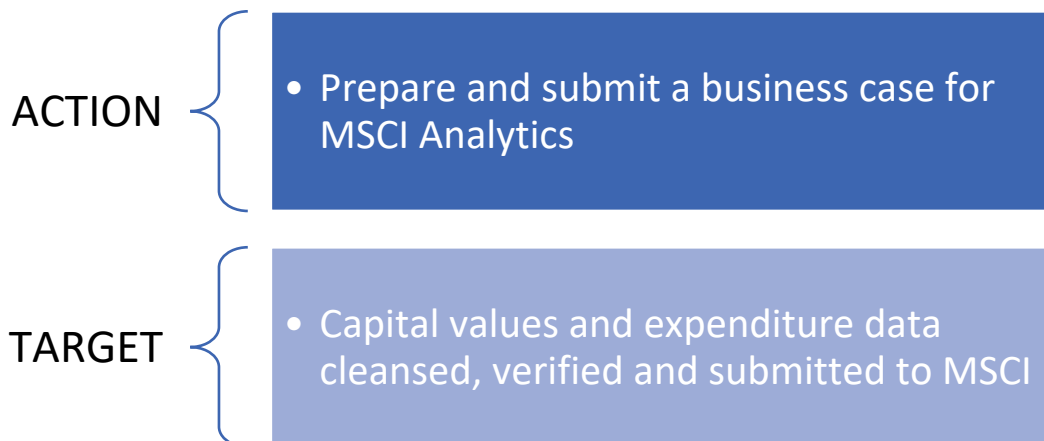 ACTION
• Prepare and submit a business case for
MSCI Analytics
TARGET
• Capital values and expenditure data
cleansed, verified and submitted to MSCI